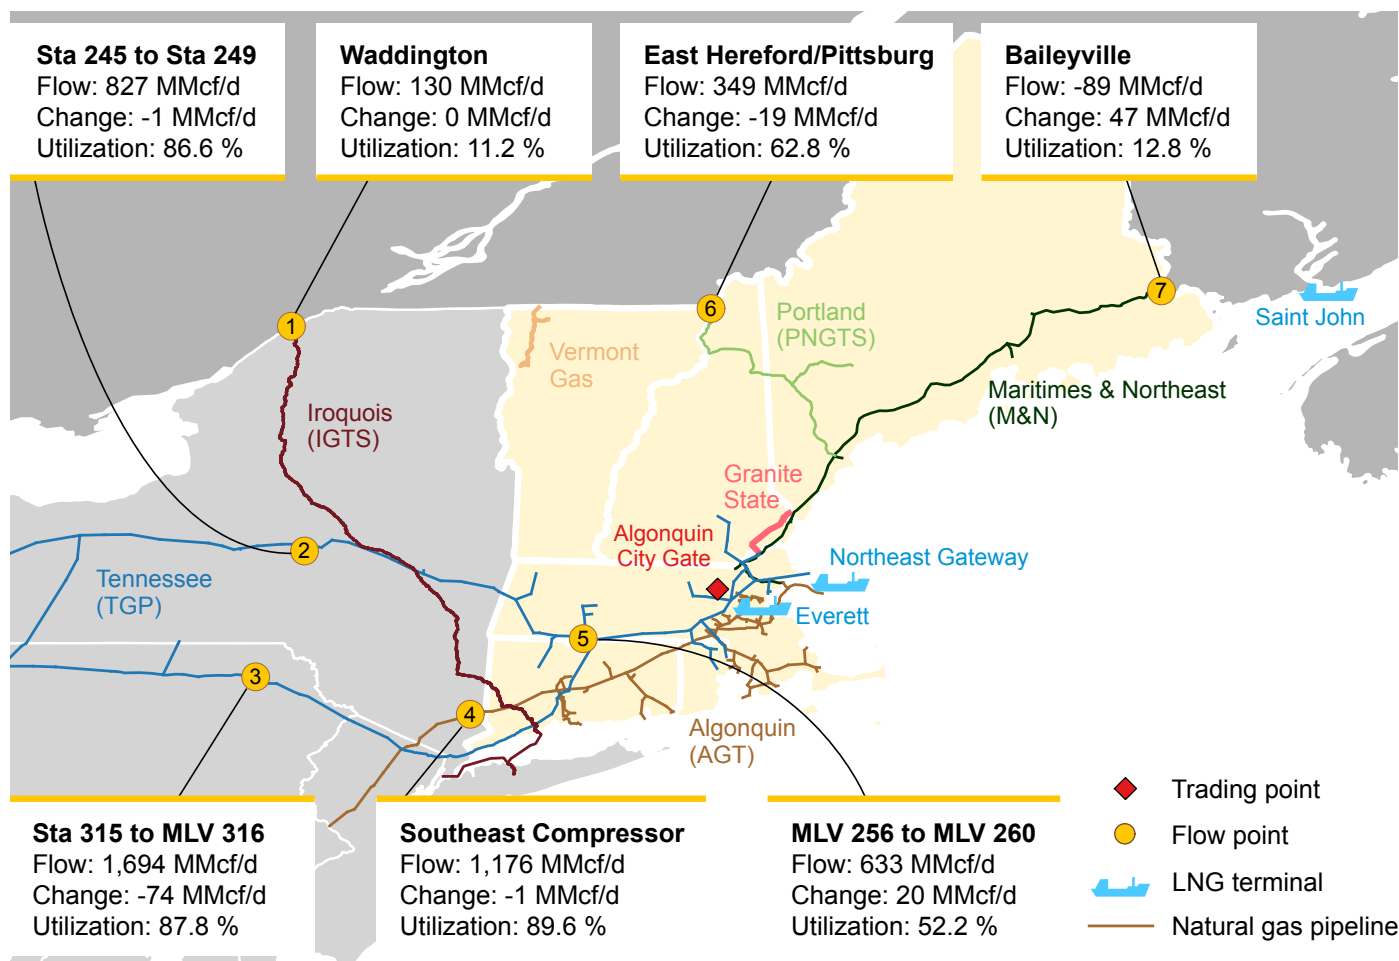 Sta 245 to Sta 249
Flow: 827 MMcf/d
Change: -1 MMcf/d
Utilization: 86.6 %
Waddington
Flow: 130 MMcf/d
Change: 0 MMcf/d
Utilization: 11.2 %
East Hereford/Pittsburg
Flow: 349 MMcf/d
Change: -19 MMcf/d
Utilization: 62.8 %
Baileyville
Flow: -89 MMcf/d
Change: 47 MMcf/d
Utilization: 12.8 %
7
Saint John
6
Portland
(PNGTS)
1
Vermont
Gas
Maritimes & Northeast
(M&N)
Iroquois
(IGTS)
Granite
State
Algonquin
City Gate
2
Northeast Gateway
Tennessee
(TGP)
Everett
5
3
4
Algonquin
(AGT)
Sta 315 to MLV 316
Flow: 1,694 MMcf/d
Change: -74 MMcf/d
Utilization: 87.8 %
Southeast Compressor
Flow: 1,176 MMcf/d
Change: -1 MMcf/d
Utilization: 89.6 %
MLV 256 to MLV 260
Flow: 633 MMcf/d
Change: 20 MMcf/d
Utilization: 52.2 %
Trading point
Flow point
LNG terminal
Natural gas pipeline